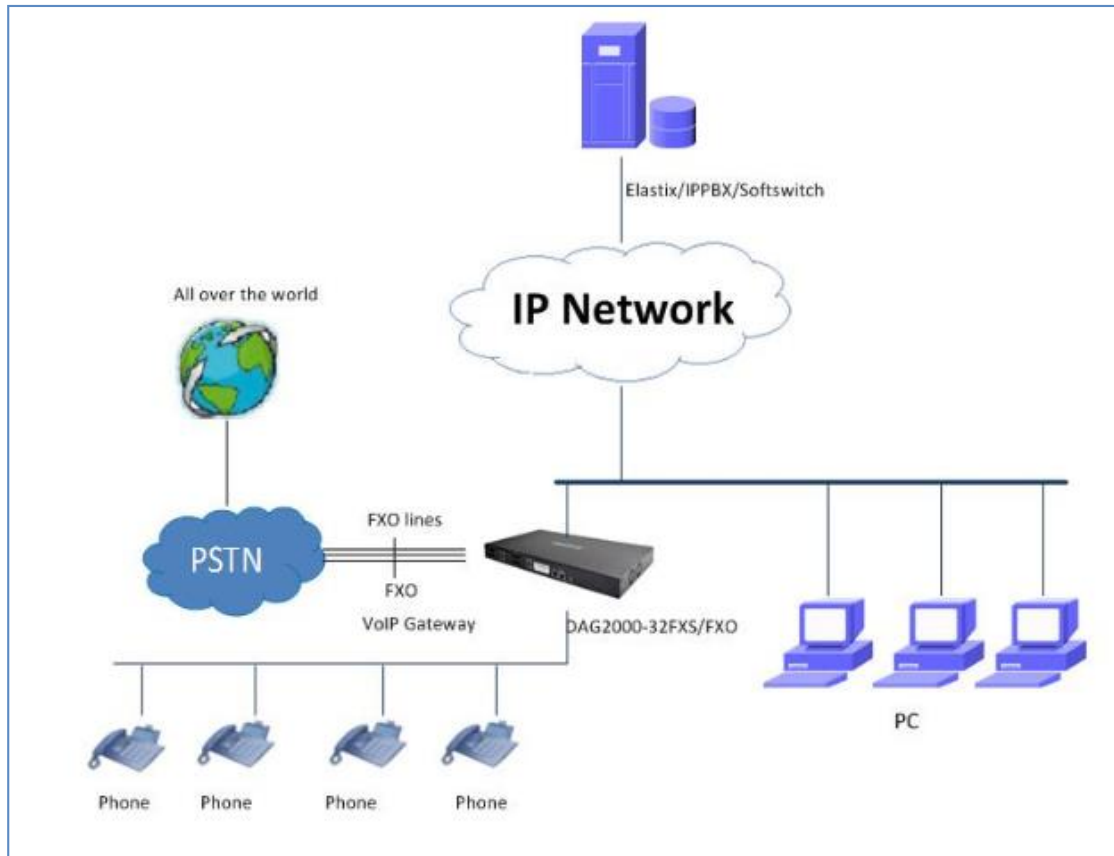 Elastix/IPPBX/Softswitch
IP Network
All over the world
FXO lines
PSTN
FXO
VoIP Gateway
DAG2000-32FXS/FXO
PC
Phone
Phone
Phone
Phone